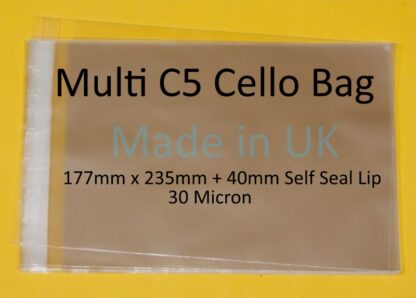 Multi C5 Cello Bag
Made in UK
177mm x 235mm + 40mm Self Seal Lip
30 Micron